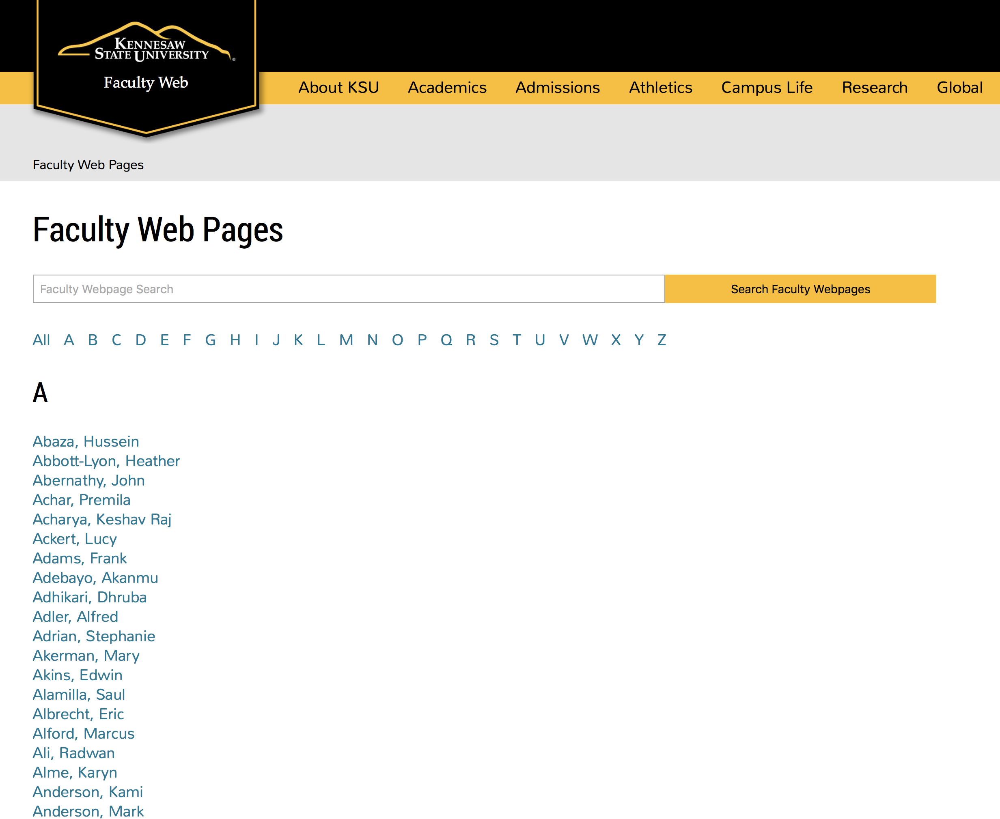 KENNESAW
STATE UNIVERSITY ®
Faculty Web
About KSU Academics Admissions Athletics Campus Life Research Global
Faculty Web Pages
Faculty Web Pages
Faculty Webpage Search Search Faculty Webpages
All A B C D E F G H I J K L M N O P Q R S T U V W X Y Z
A
Abaza, Hussein
Abbott-Lyon, Heather
Abernathy, John
Achar, Premila
Acharya, Keshav Raj
Ackert, Lucy
Adams, Frank
Adebayo, Akanmu
Adhikari, Dhruba
Adler, Alfred
Adrian, Stephanie
Akerman, Mary
Akins, Edwin
Alamilla, Saul
Albrecht, Eric
Alford, Marcus
Ali, Radwan
Alme, Karyn
Anderson, Kami
Anderson, Mark